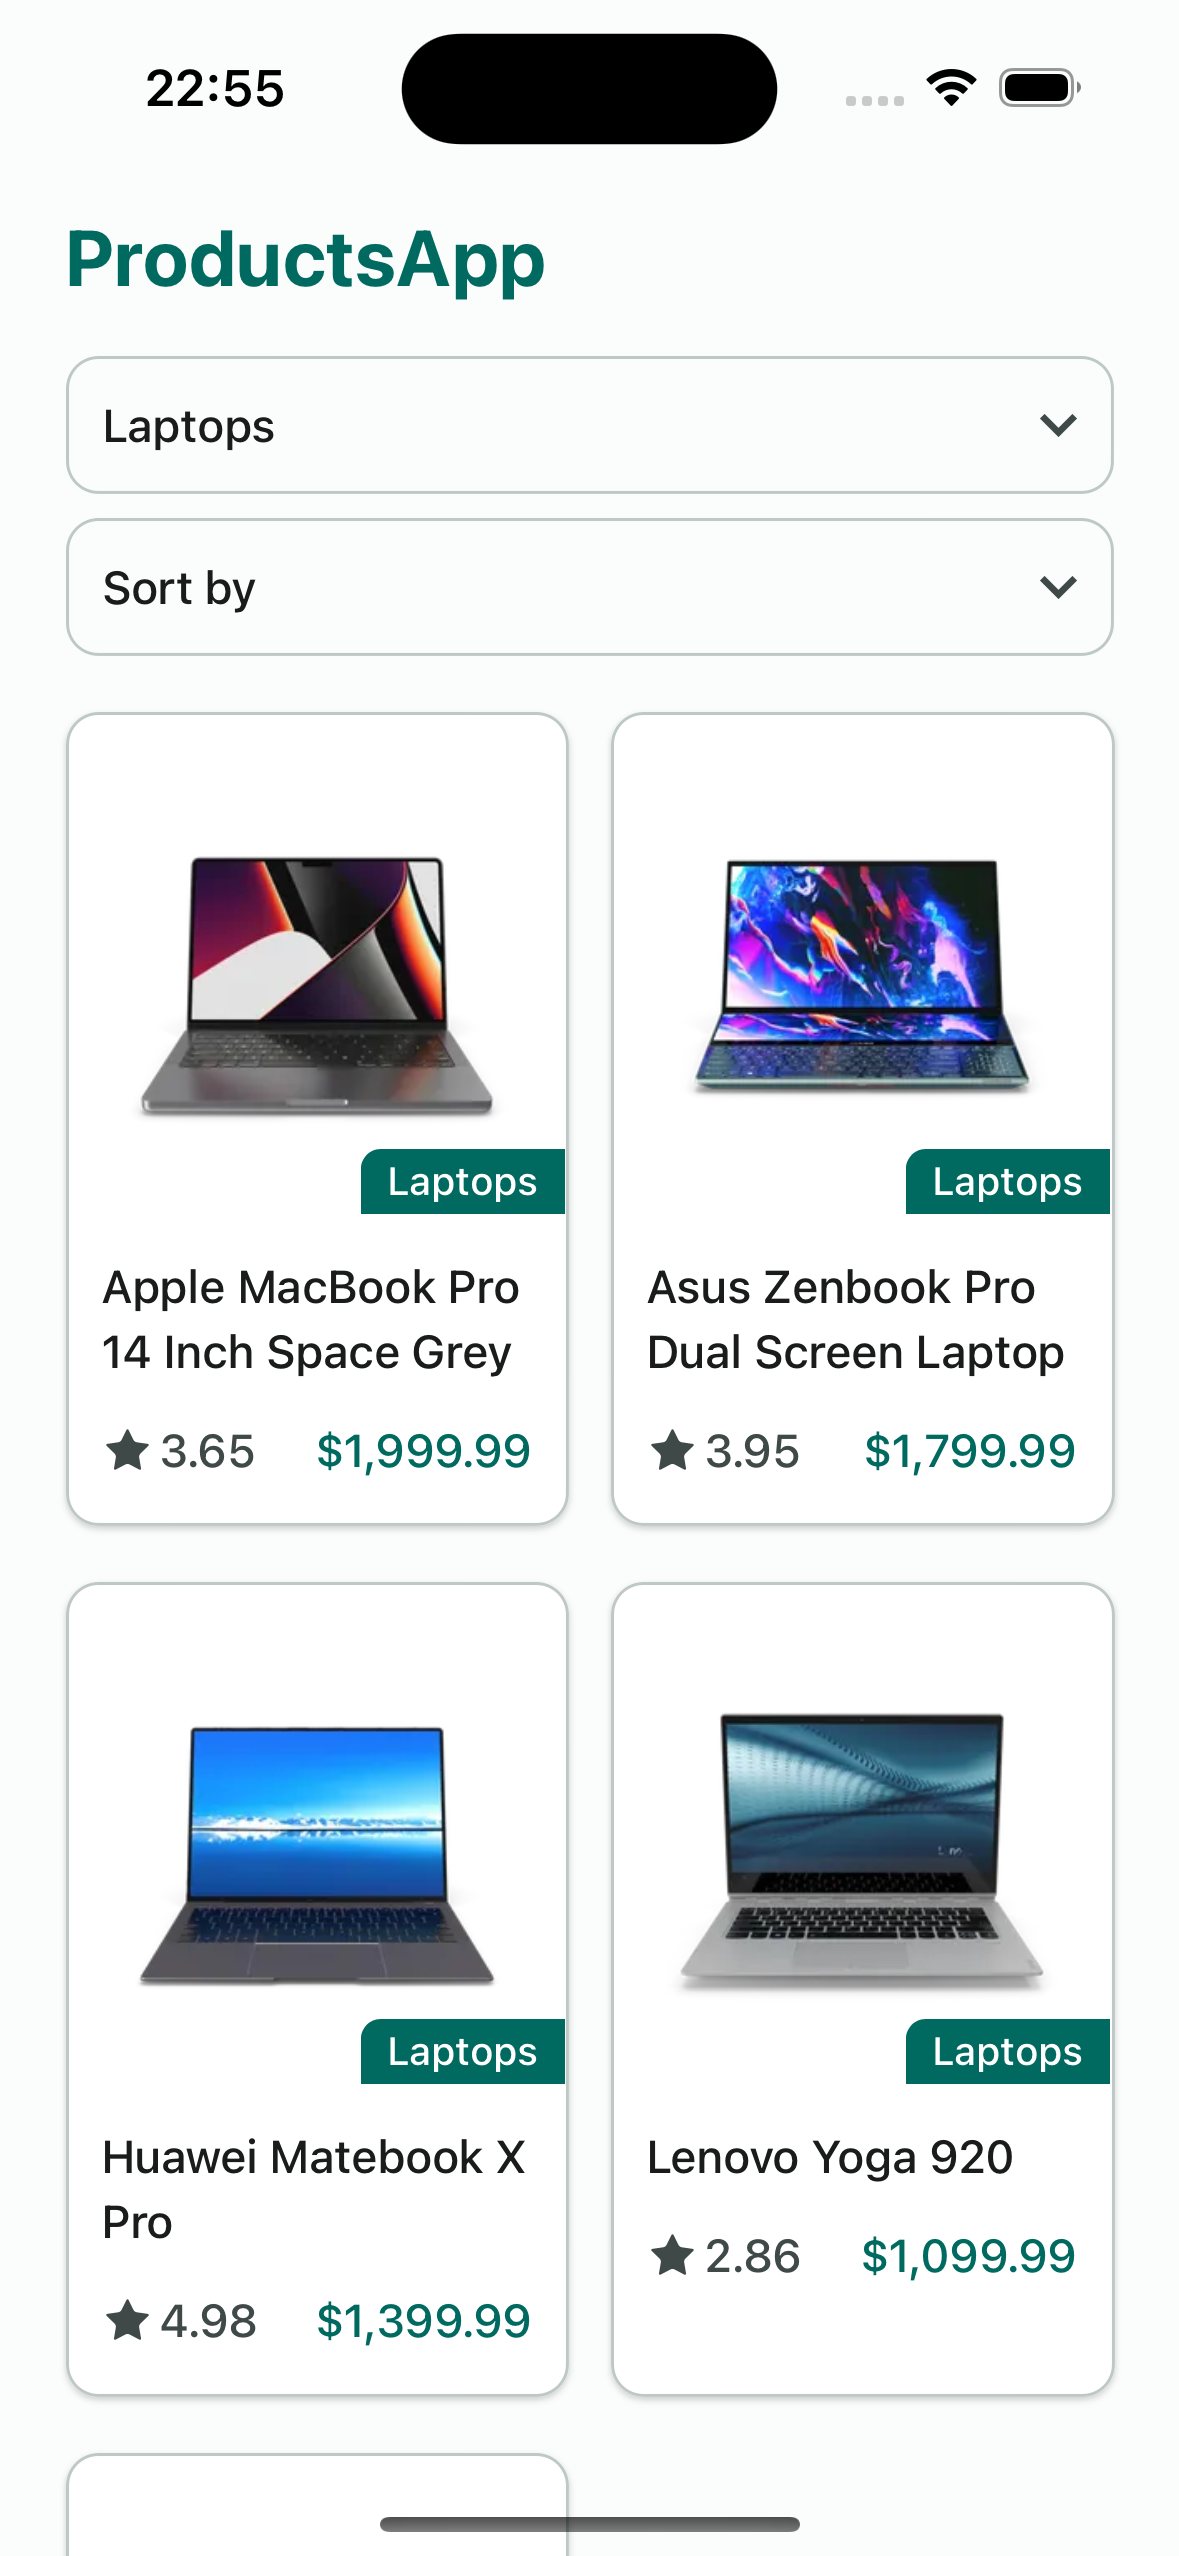 22:55
ProductsApp
Laptops
Sort by
Laptops
Apple MacBook Pro
14 Inch Space Grey
3.65 $1,999.99
Laptops
Asus Zenbook Pro
Dual Screen Laptop
3.95 $1,799.99
Laptops
Huawei Matebook X
Pro
4.98 $1,399.99
Laptops
Lenovo Yoga 920
2.86 $1,099.99